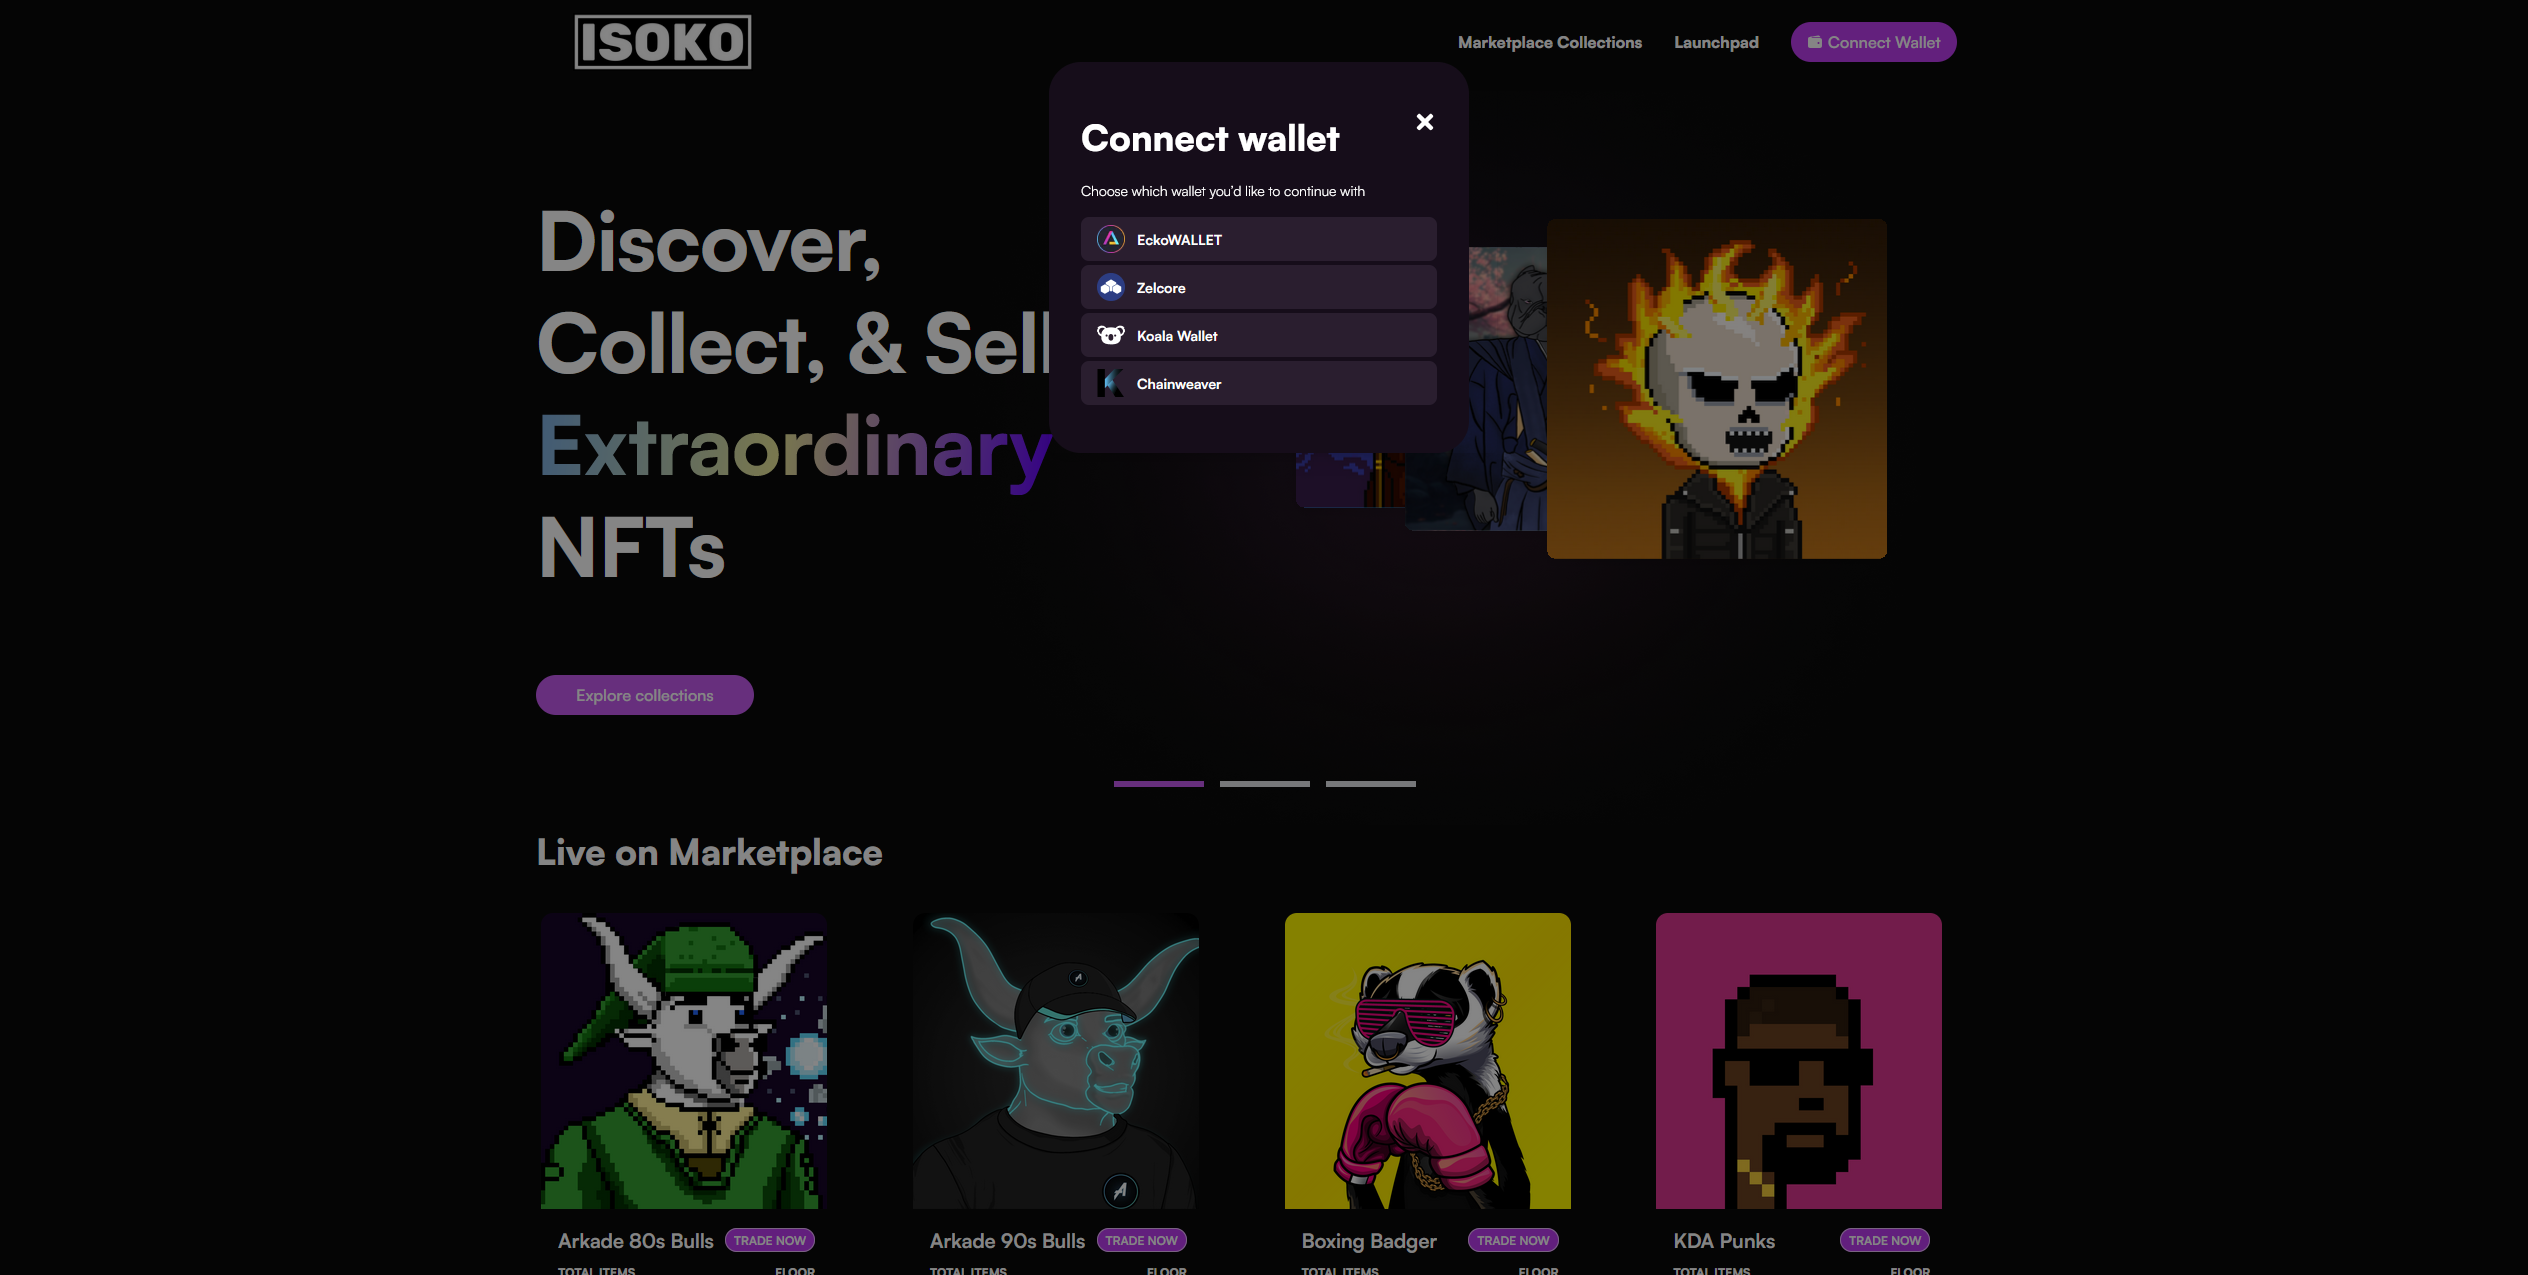 ISOKO
Marketplace Collections
Launchpad
Connect Wallet
Connect wallet
Choose which wallet you'd like to continue with
EckoWALLET
Zelcore
Koala Wallet
Chainweaver
Discover,
Collect, & Sell
Extraordinary
NFTs
Explore collections
Live on Marketplace
Arkade 80s Bulls
TRADE NOW
TOTAL ITEMS
FLOOR
Arkade 90s Bulls
TRADE NOW
TOTAL ITEMS
FLOOR
Boxing Badger
TRADE NOW
TOTAL ITEMS
FLOOR
KDA Punks
TRADE NOW
TOTAL ITEMS
FLOOR